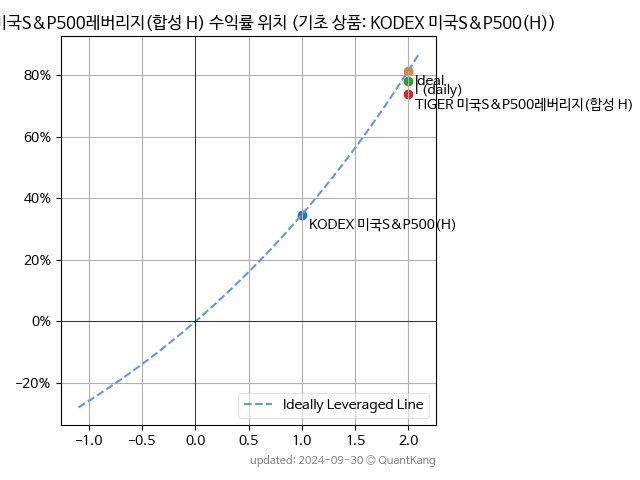 미국S&P500레버리지(합성 H) 수익률 위치 (기초 상품: KODEX 미국S&P500(H))
80%
60%
40%
20%
0%
−20%
Ideal
(daily)
TIGER 미국S&P500레버리지(합성 H)
KODEX 미국S&P500(H)
Ideally Leveraged Line
−1.0 −0.5 0.0 0.5 1.0 1.5 2.0
updated: 2024-09-30 © QuantKang